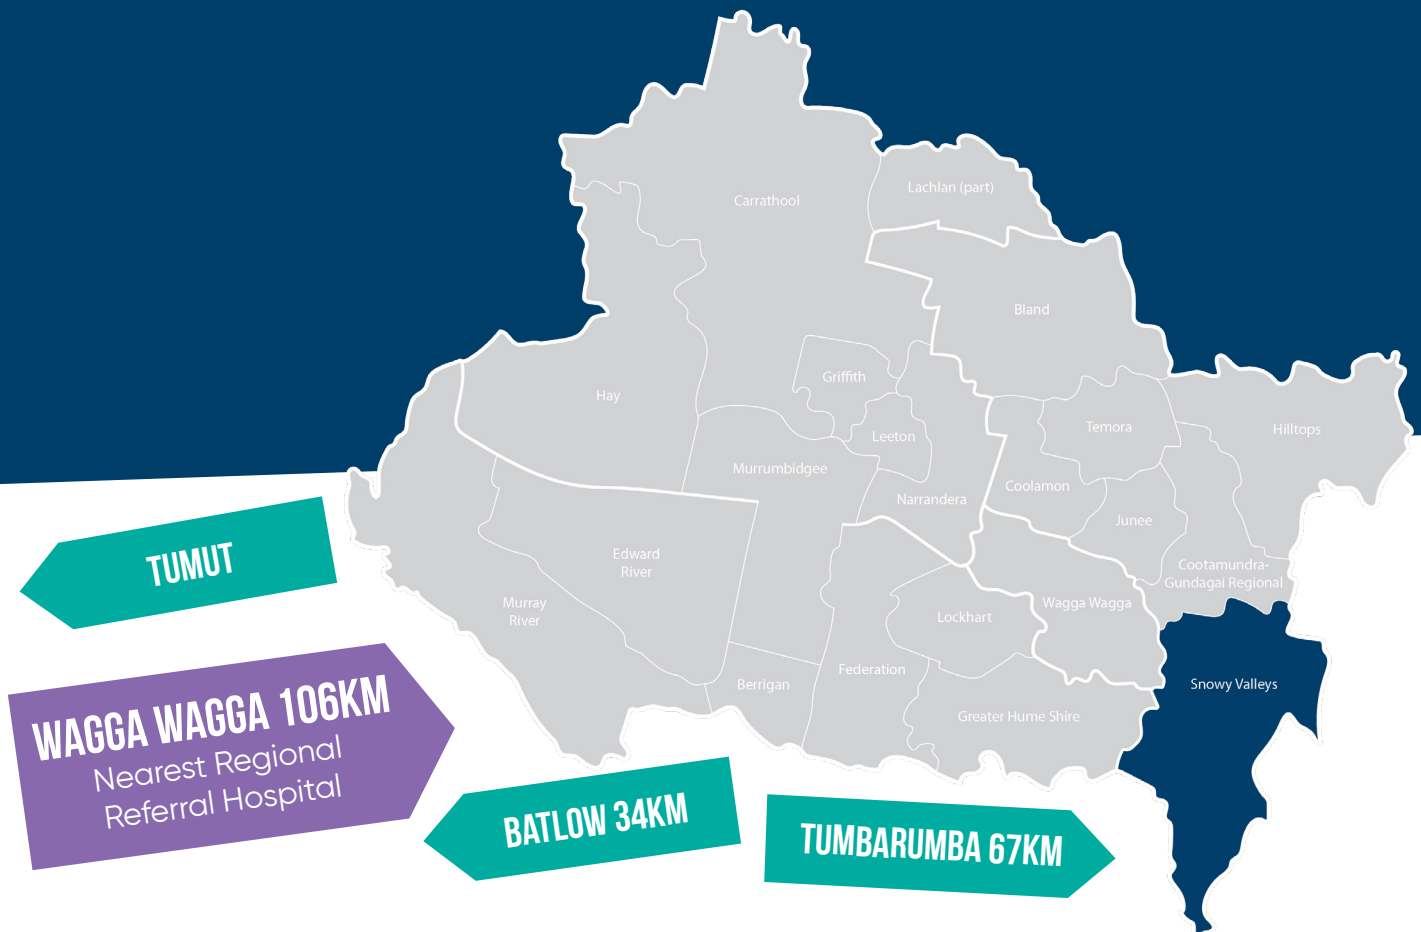 Carrathool
Lachlan (part)
Bland
Griffith
Hay
Leeton
Temora
Hilltops
Murrumbidgee
Coolamon
Narrandera
Junee
Edward
River
Cootamundra-
Gundagai Regional
Murray
River
Wagga Wagga
Lockhart
Federation
Berrigan
Snowy Valleys
Greater Hume Shire
TUMUT
WAGGA WAGGA 106KM
Nearest Regional
Referral Hospital
BATLOW 34KM
TUMBARUMBA 67KM